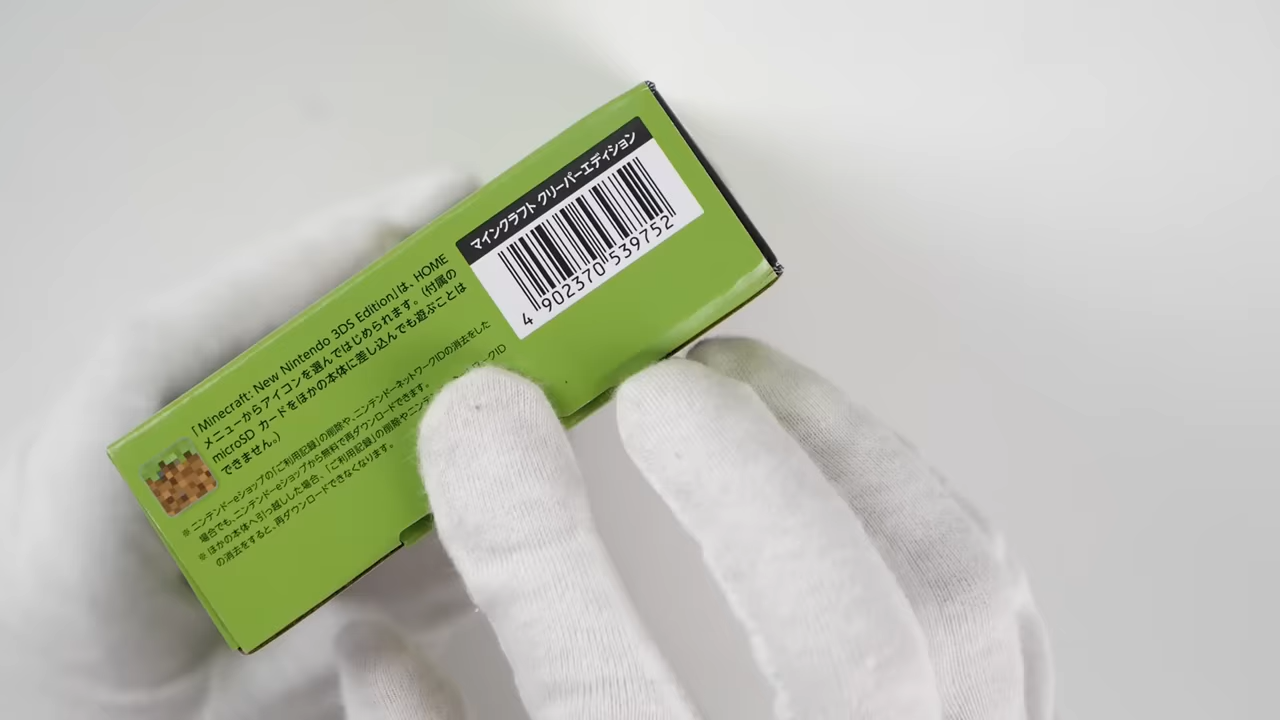 マインクラフト クリーパーエディション
4 902370 539752
「Minecraft: New Nintendo 3DS Edition」は、HOME
メニューからアイコンを選んではじめられます。(付属の
microSD カードをほかの本体に差し込んでも遊ぶことは
できません。)
※ ニンテンドーeショップの「ご利用記録」の削除や、ニンテンドーネットワークIDの消去をした
場合でも、ニンテンドーeショップから無料で再ダウンロードできます。
※ ほかの本体へ引っ越しした場合、「ご利用記録」の削除やニンテン
の消去をすると、再ダウンロードできなくなります。